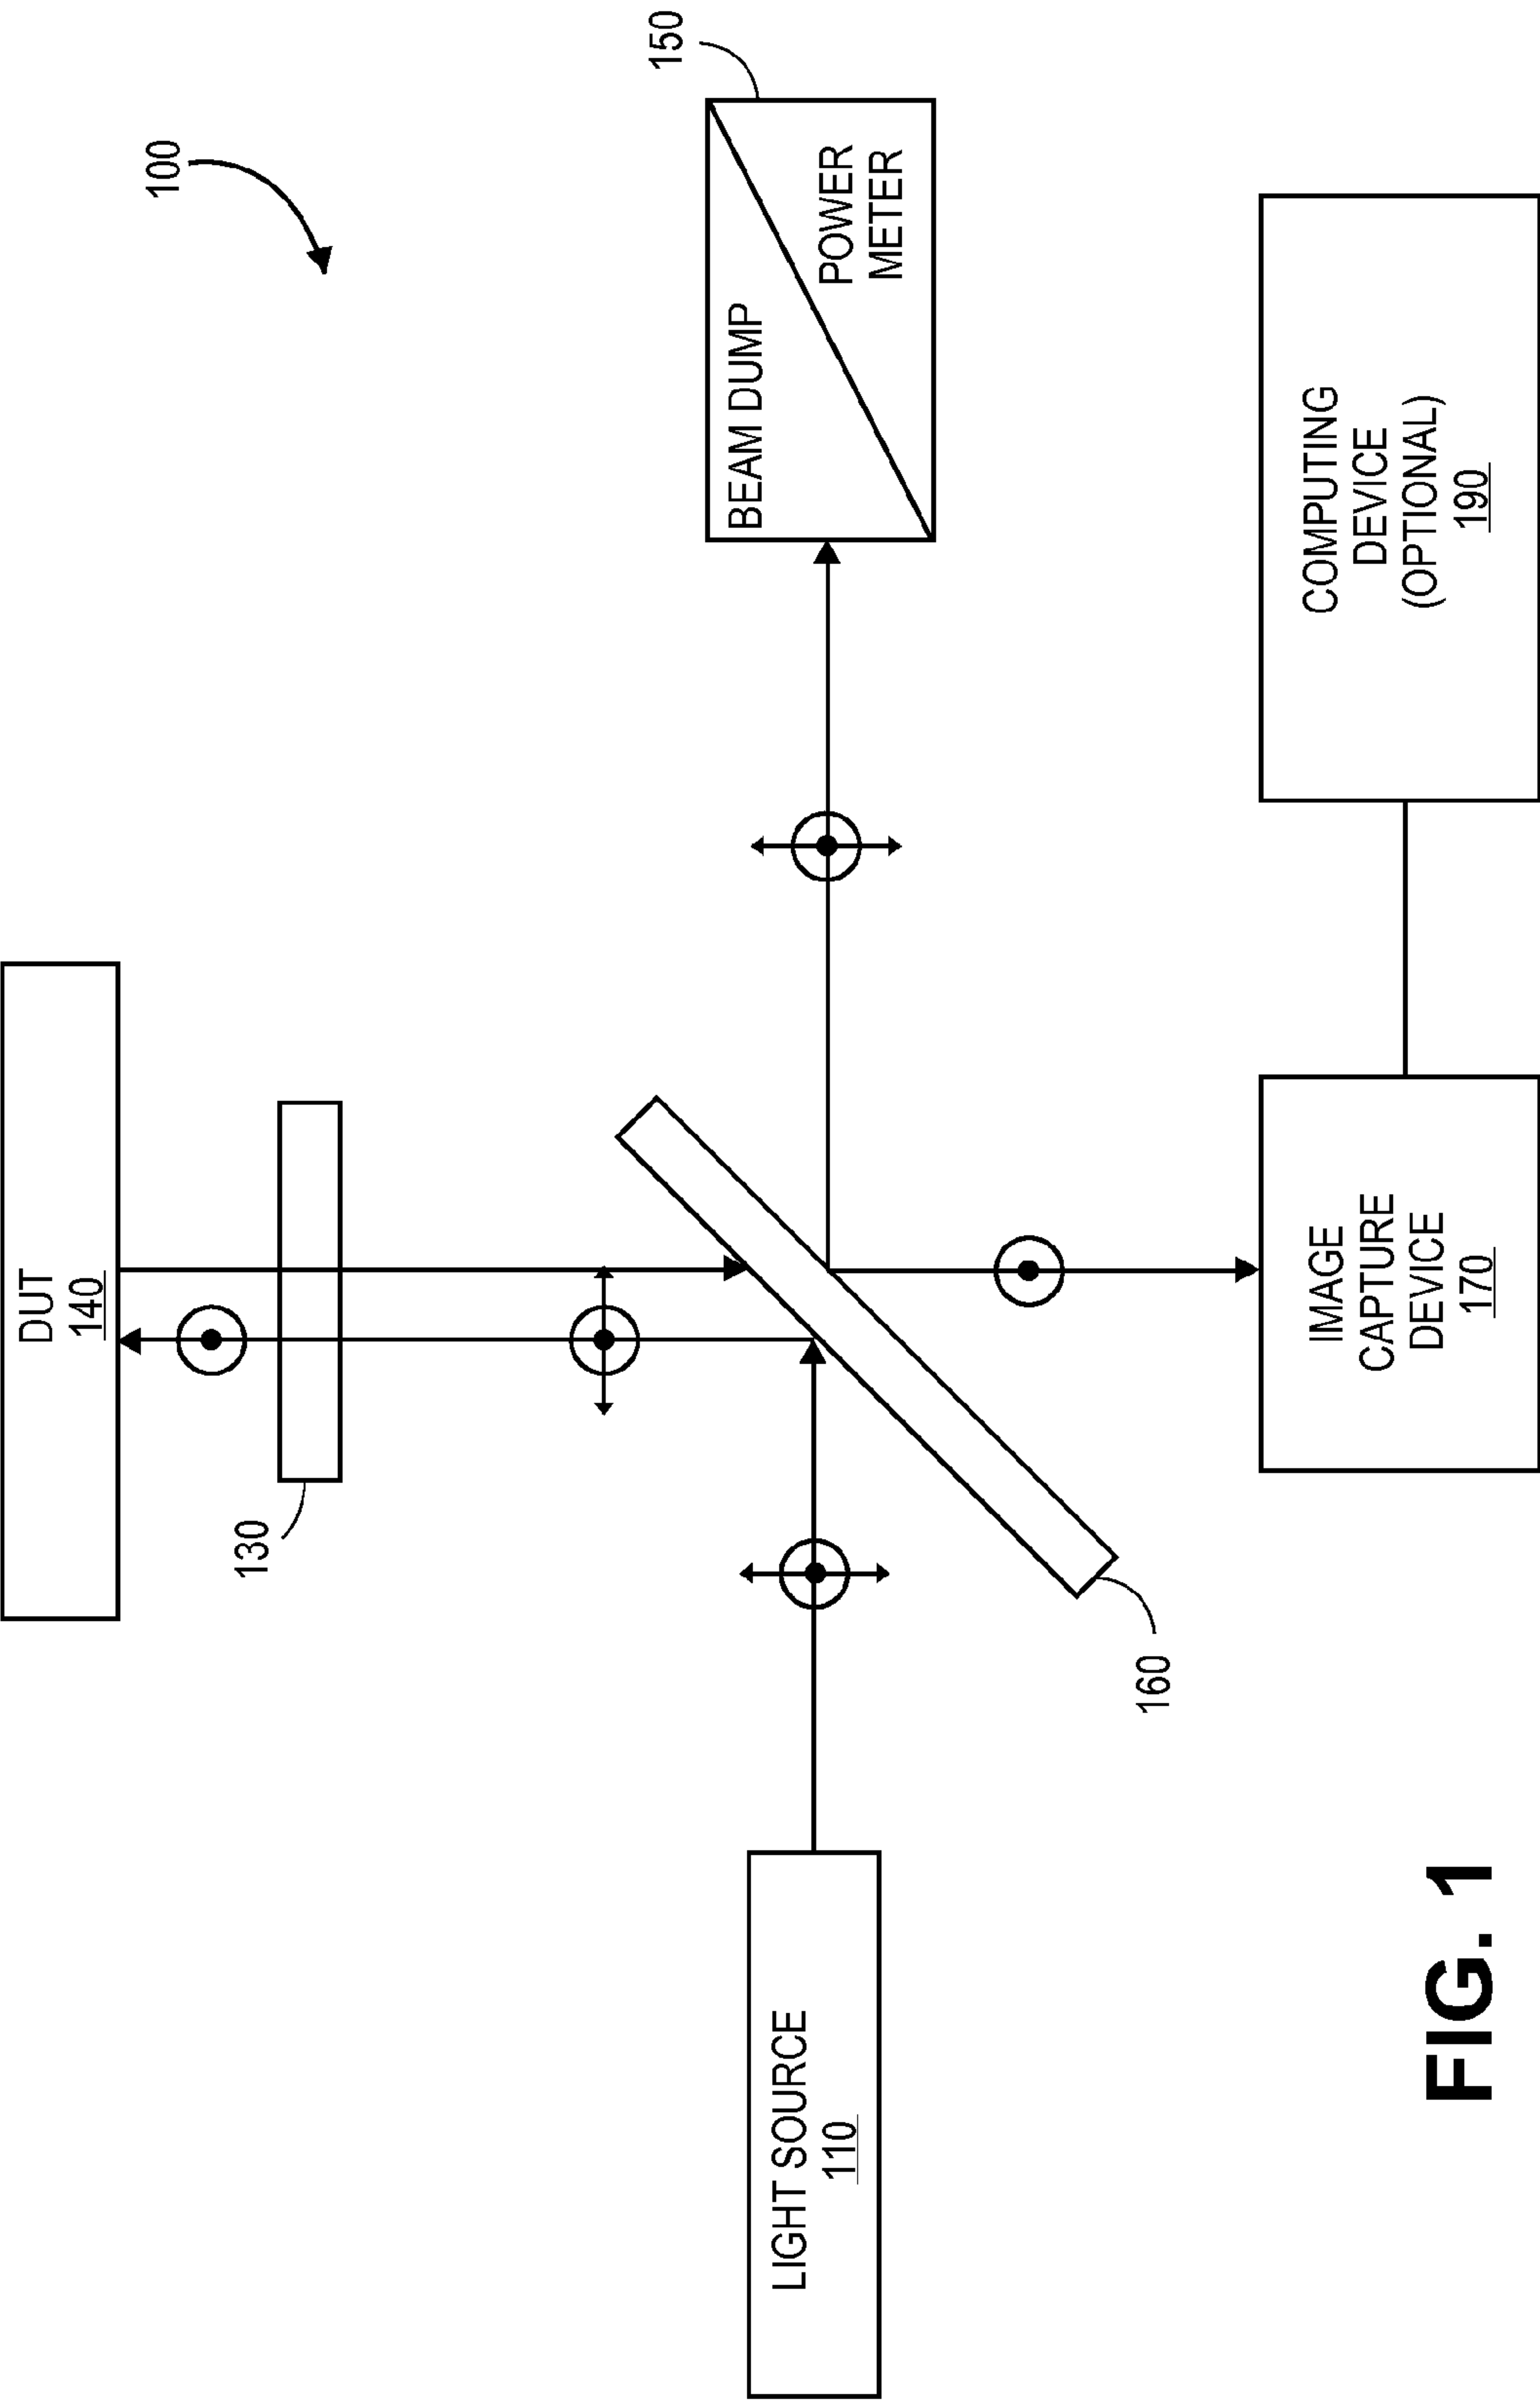 100
DUT
140
130
150
BEAM DUMP
POWER
METER
LIGHT SOURCE
110
160
IMAGE
CAPTURE
DEVICE
170
COMPUTING
DEVICE
(OPTIONAL)
190
FIG. 1